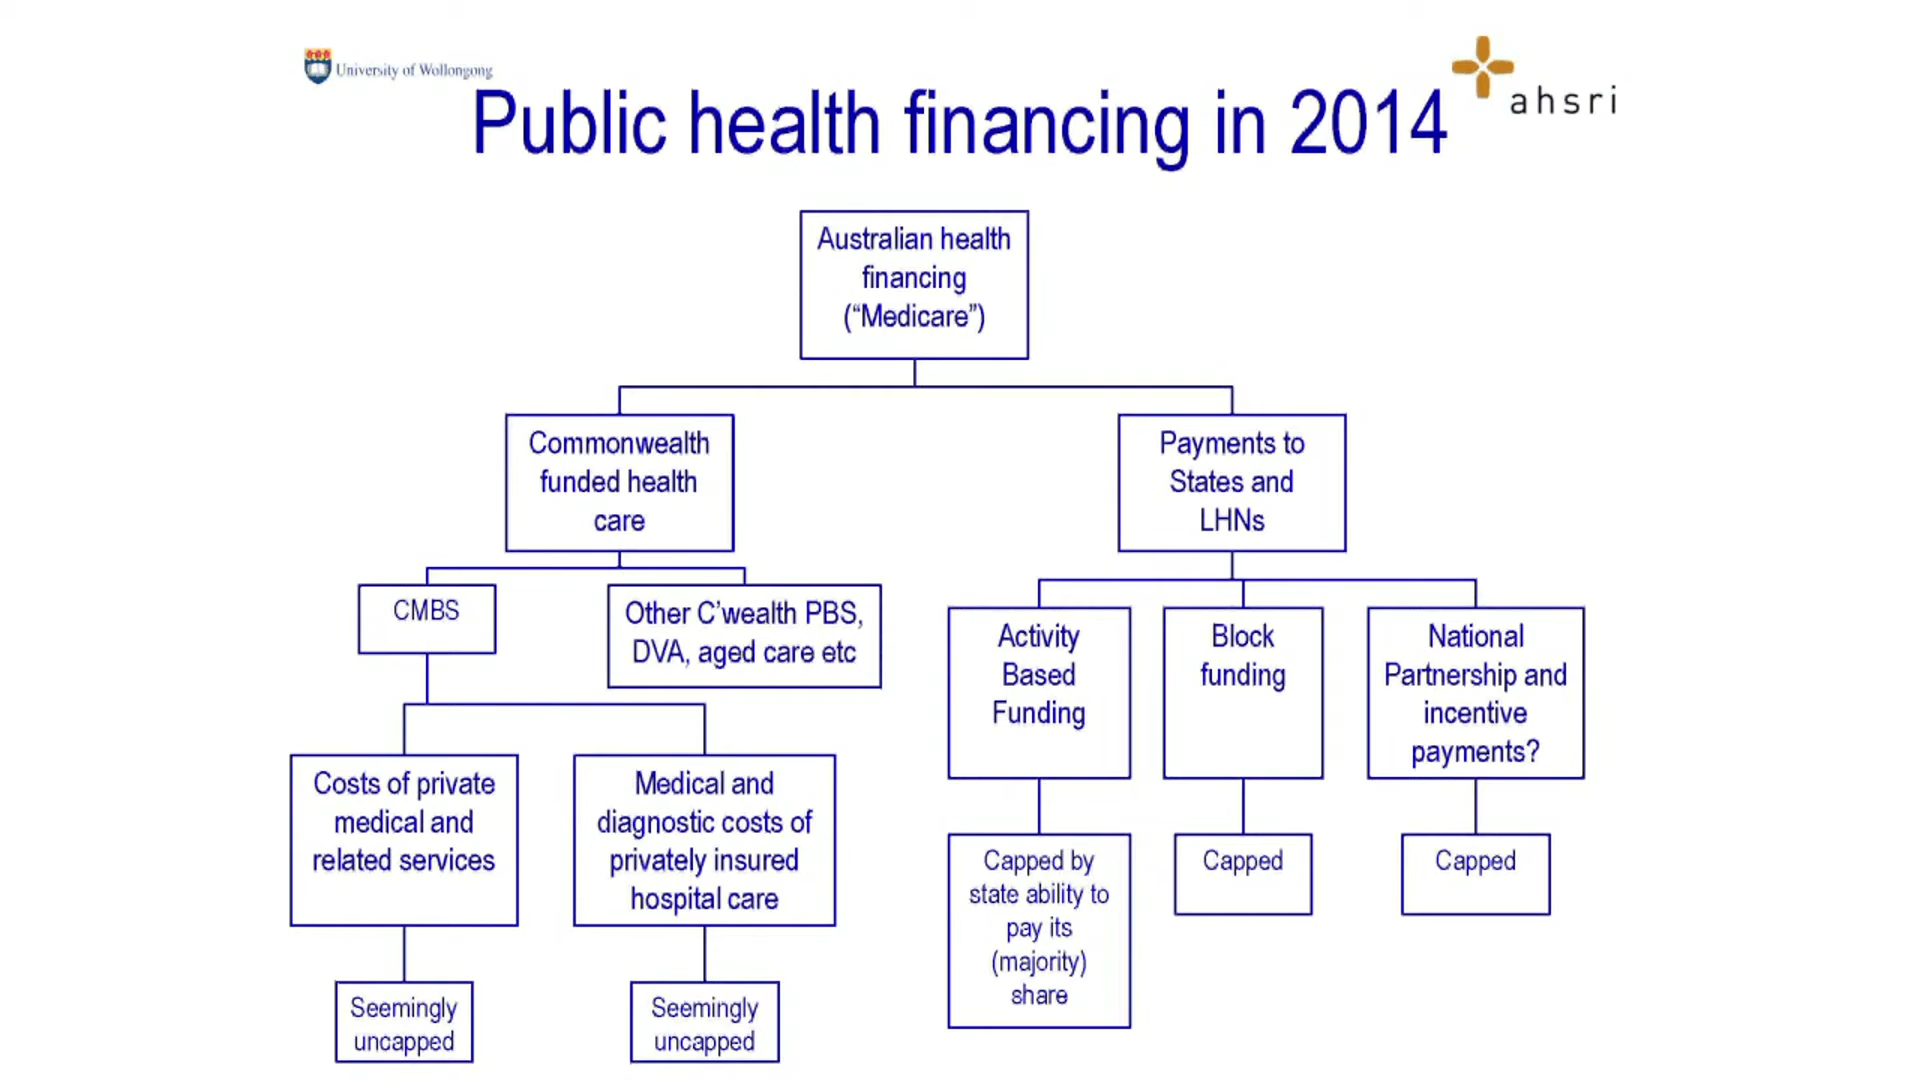 University of Wollongong
ahsri
Public health financing in 2014
Australian health
financing
(“Medicare”)
Commonwealth
funded health
care
Payments to
States and
LHNs
CMBS
Other C’wealth PBS,
DVA, aged care etc
Activity
Based
Funding
Block
funding
National
Partnership and
incentive
payments?
Costs of private
medical and
related services
Medical and
diagnostic costs of
privately insured
hospital care
Capped by
state ability to
pay its
(majority)
share
Capped
Capped
Seemingly
uncapped
Seemingly
uncapped